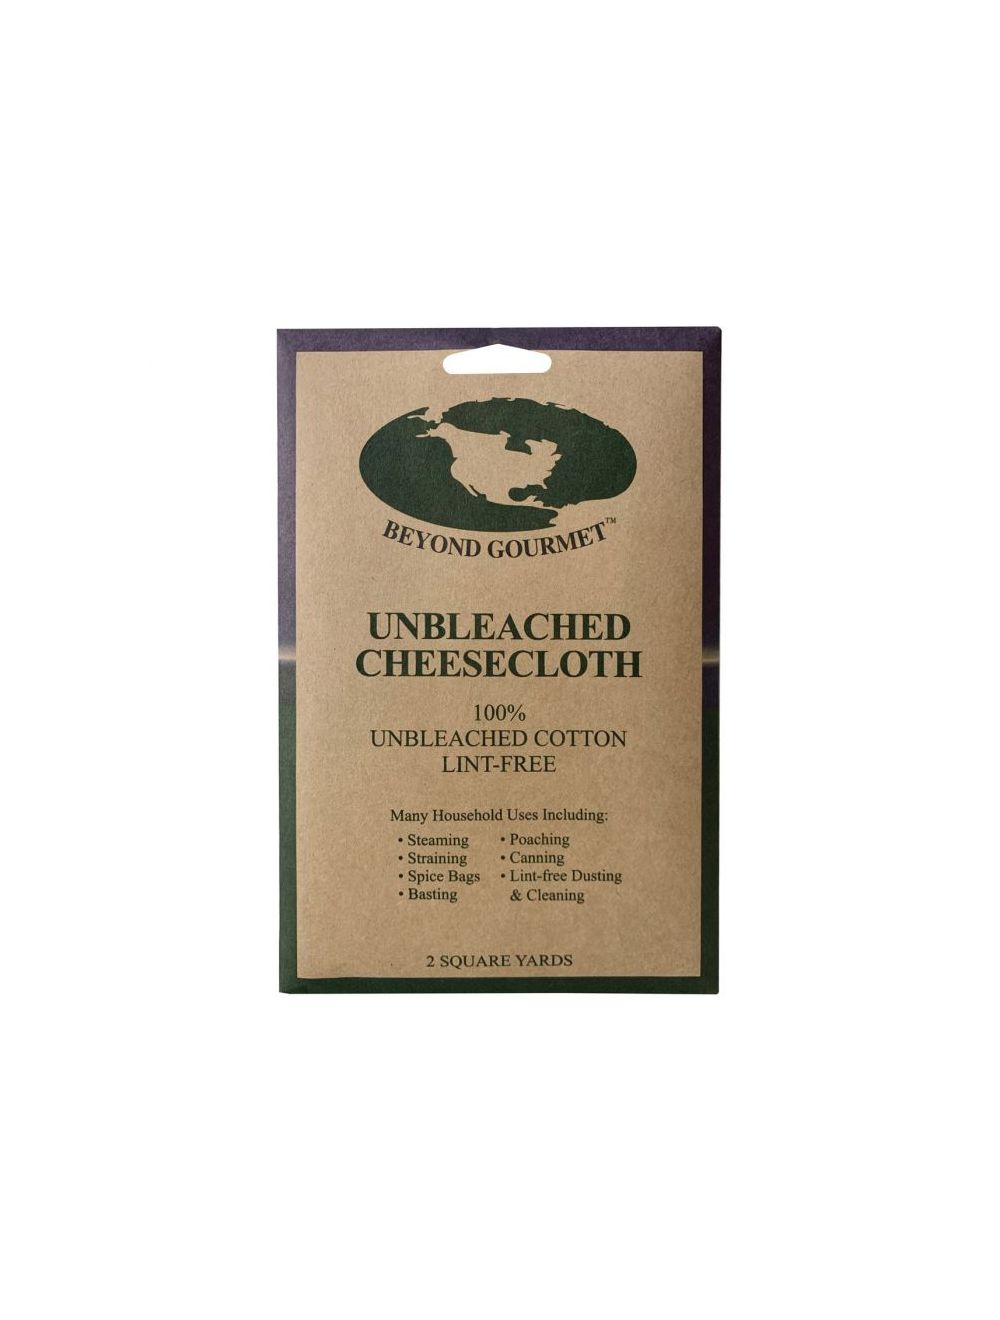 BEYOND GOURMET™
UNBLEACHED
CHEESECLOTH
100%
UNBLEACHED COTTON
LINT-FREE
Many Household Uses Including:
• Steaming
• Straining
• Spice Bags
• Basting
• Poaching
• Canning
• Lint-free Dusting
& Cleaning
2 SQUARE YARDS